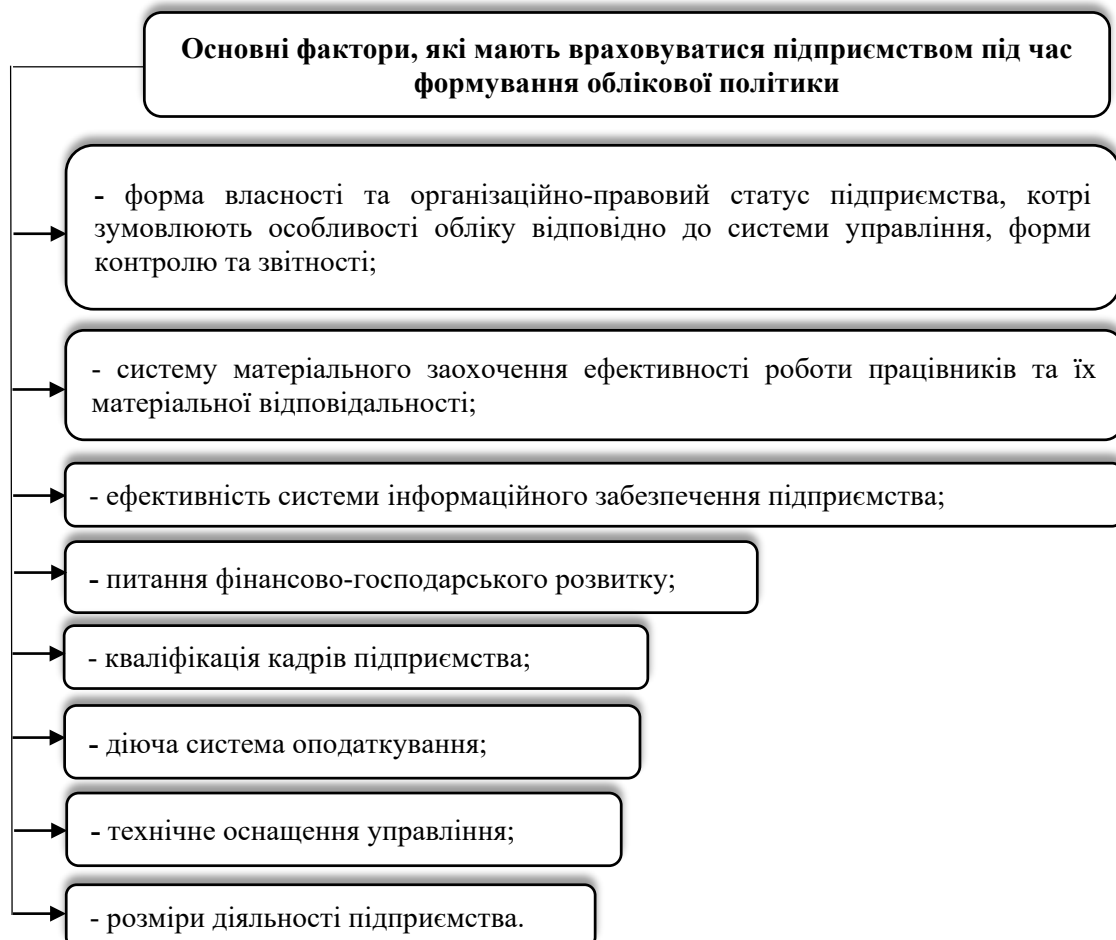 Основні фактори, які мають враховуватися підприємством під час
формування облікової політики
- форма власності та організаційно-правовий статус підприємства, котрі
зумовлюють особливості обліку відповідно до системи управління, форми
контролю та звітності;
- систему матеріального заохочення ефективності роботи працівників та їх
матеріальної відповідальності;
- ефективність системи інформаційного забезпечення підприємства;
- питання фінансово-господарського розвитку;
- кваліфікація кадрів підприємства;
- діюча система оподаткування;
- технічне оснащення управління;
- розміри діяльності підприємства.